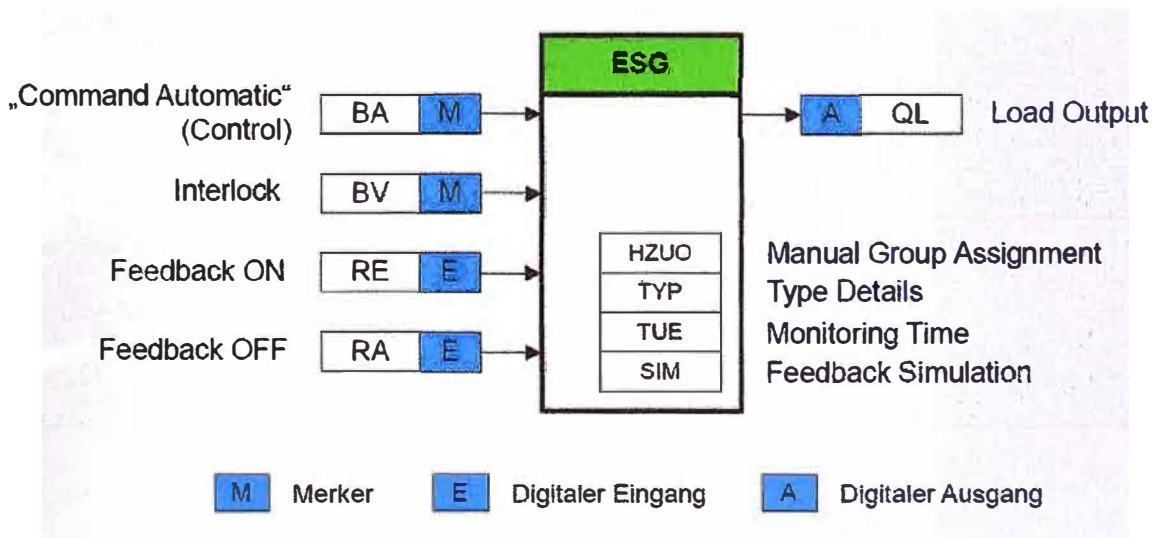 ESG
„Command Automatic“
(Control)
BA M
A QL Load Output
Interlock BV M
Feedback ON RE E
Feedback OFF RA E
HZUO Manual Group Assignment
TYP Type Details
TUE Monitoring Time
SIM Feedback Simulation
M Merker E Digitaler Eingang A Digitaler Ausgang